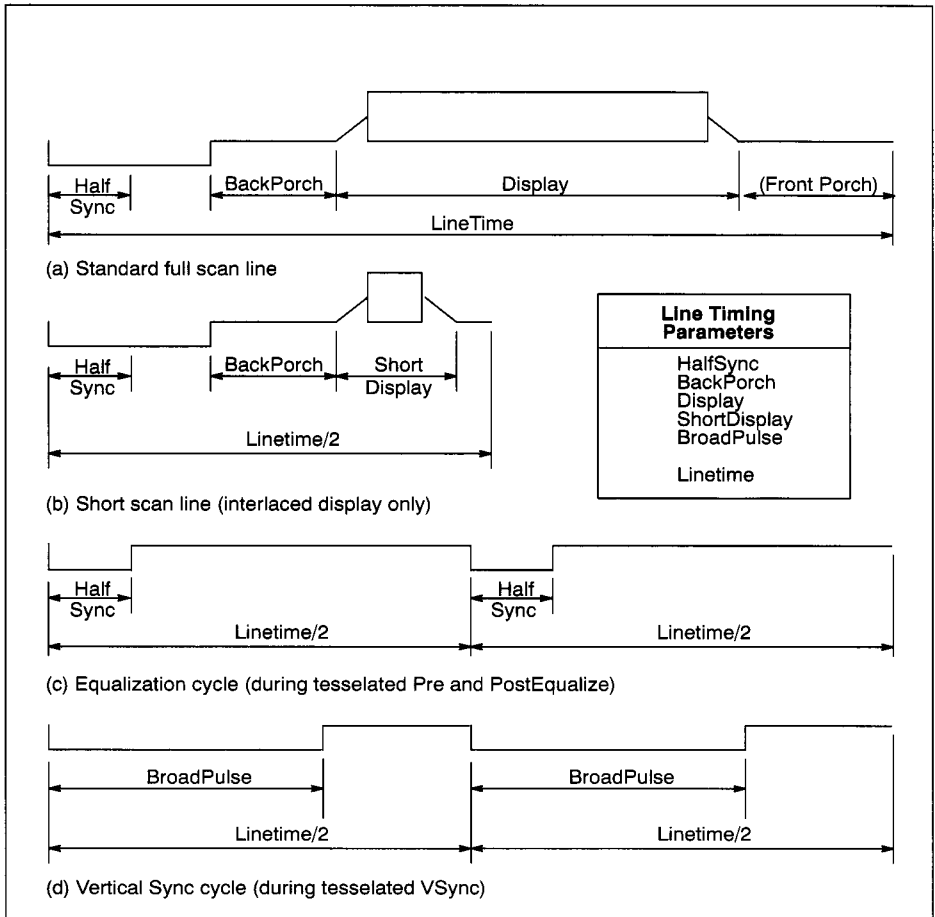 Half
Sync
BackPorch
Display
(Front Porch)
LineTime
(a) Standard full scan line
Half
Sync
BackPorch
Short
Display
Linetime/2
(b) Short scan line (interlaced display only)
Line Timing
Parameters
HalfSync
BackPorch
Display
ShortDisplay
BroadPulse
Linetime
Half
Sync
Half
Sync
Linetime/2
Linetime/2
(c) Equalization cycle (during tesselated Pre and PostEqualize)
BroadPulse
BroadPulse
Linetime/2
Linetime/2
(d) Vertical Sync cycle (during tesselated VSync)